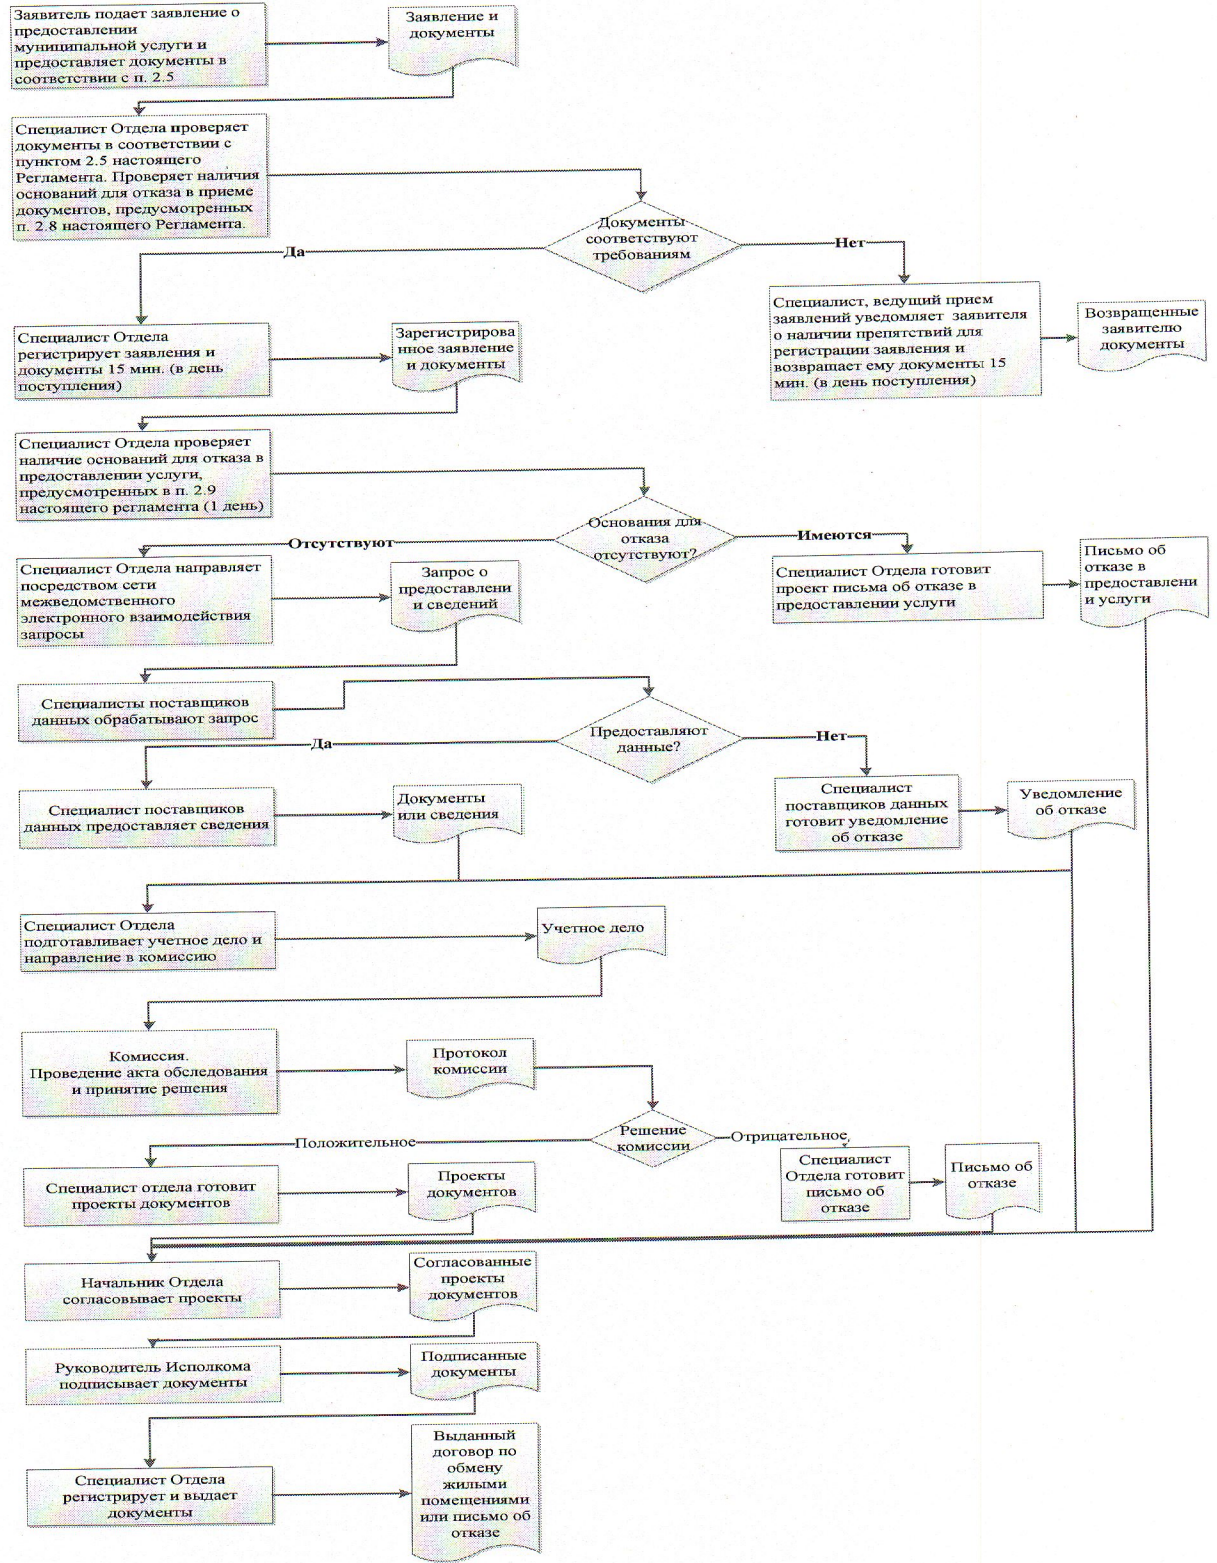 Заявитель подает заявление о
предоставлении
муниципальной услуги и
предоставляет документы в
соответствии с п. 2.5
Заявление и
документы
Специалист Отдела проверяет
документы в соответствии с
пунктом 2.5 настоящего
Регламента. Проверяет наличия
оснований для отказа в приеме
документов, предусмотренных
п. 2.8 настоящего Регламента.
Документы
соответствуют
требованиям
Да
Нет
Специалист Отдела
регистрирует заявления и
документы 15 мин. (в день
поступления)
Зарегистрирова
нное заявление
и документы
Специалист, ведущий прием
заявлений уведомляет заявителя
о наличии препятствий для
регистрации заявления и
возвращает ему документы 15
мин. (в день поступления)
Возвращенные
заявителю
документы
Специалист Отдела проверяет
наличие оснований для отказа в
предоставлении услуги,
предусмотренных в п. 2.9
настоящего регламента (1 день)
Основания для
отказа
отсутствуют?
Отсутствуют
Имеются
Специалист Отдела направляет
посредством сети
межведомственного
электронного взаимодействия
запросы
Запрос о
предоставлени
и сведений
Специалист Отдела готовит
проект письма об отказе в
предоставлении услуги
Письмо об
отказе в
предоставлени
и услуги
Специалисты поставщиков
данных обрабатывают запрос
Предоставляют
данные?
Да
Нет
Специалист поставщиков
данных предоставляет сведения
Документы
или сведения
Специалист
поставщиков данных
готовит уведомление
об отказе
Уведомление
об отказе
Специалист Отдела
подготавливает учетное дело и
направление в комиссию
Учетное дело
Комиссия.
Проведение акта обследования
и принятие решения
Протокол
комиссии
Решение
комиссии
Положительное
Отрицательное
Специалист отдела готовит
проекты документов
Проекты
документов
Специалист
Отдела готовит
письмо об
отказе
Письмо об
отказе
Начальник Отдела
согласовывает проекты
Согласованные
проекты
документов
Руководитель Исполкома
подписывает документы
Подписанные
документы
Специалист Отдела
регистрирует и выдает
документы
Выданный
договор по
обмену
жилыми
помещениями
или письмо об
отказе